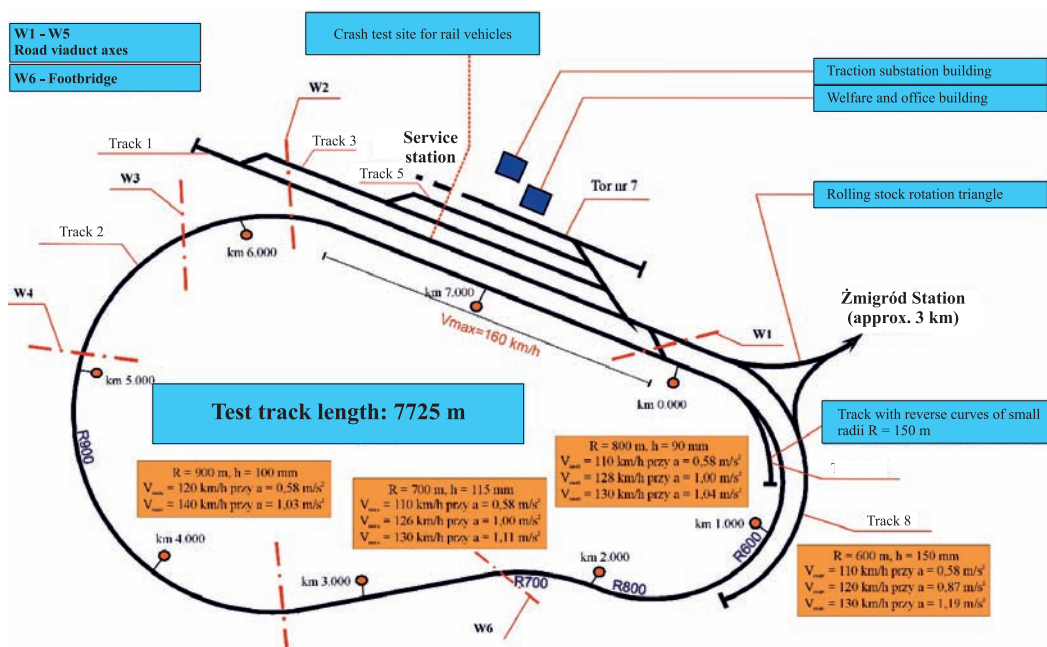 W1 - W5
Road viaduct axes
W6 - Footbridge
Crash test site for rail vehicles
Traction substation building
Welfare and office building
W2
Track 1
Track 3
Service
station
Track 5
Tor nr 7
Rolling stock rotation triangle
W3
Track 2
km 6.000
km 7.000
Vmax=160 km/h
W4
W1
Żmigród Station
(approx. 3 km)
km 5.000
km 0.000
Test track length: 7725 m
Track with reverse curves of small
radii R = 150 m
R900
R = 900 m, h = 100 mm
Vmax = 120 km/h przy a = 0,58 m/s²
Vmax = 140 km/h przy a = 1,03 m/s²
R = 700 m, h = 115 mm
Vmax = 110 km/h przy a = 0,58 m/s²
Vmax = 126 km/h przy a = 1,00 m/s²
Vmax = 130 km/h przy a = 1,11 m/s²
R = 800 m, h = 90 mm
Vmax = 110 km/h przy a = 0,58 m/s²
Vmax = 128 km/h przy a = 1,00 m/s²
Vmax = 130 km/h przy a = 1,04 m/s²
Track 8
km 1.000
R600
km 4.000
km 3.000
km 2.000
R700
R800
R = 600 m, h = 150 mm
Vmax = 110 km/h przy a = 0,58 m/s²
Vmax = 120 km/h przy a = 0,87 m/s²
Vmax = 130 km/h przy a = 1,19 m/s²
W6